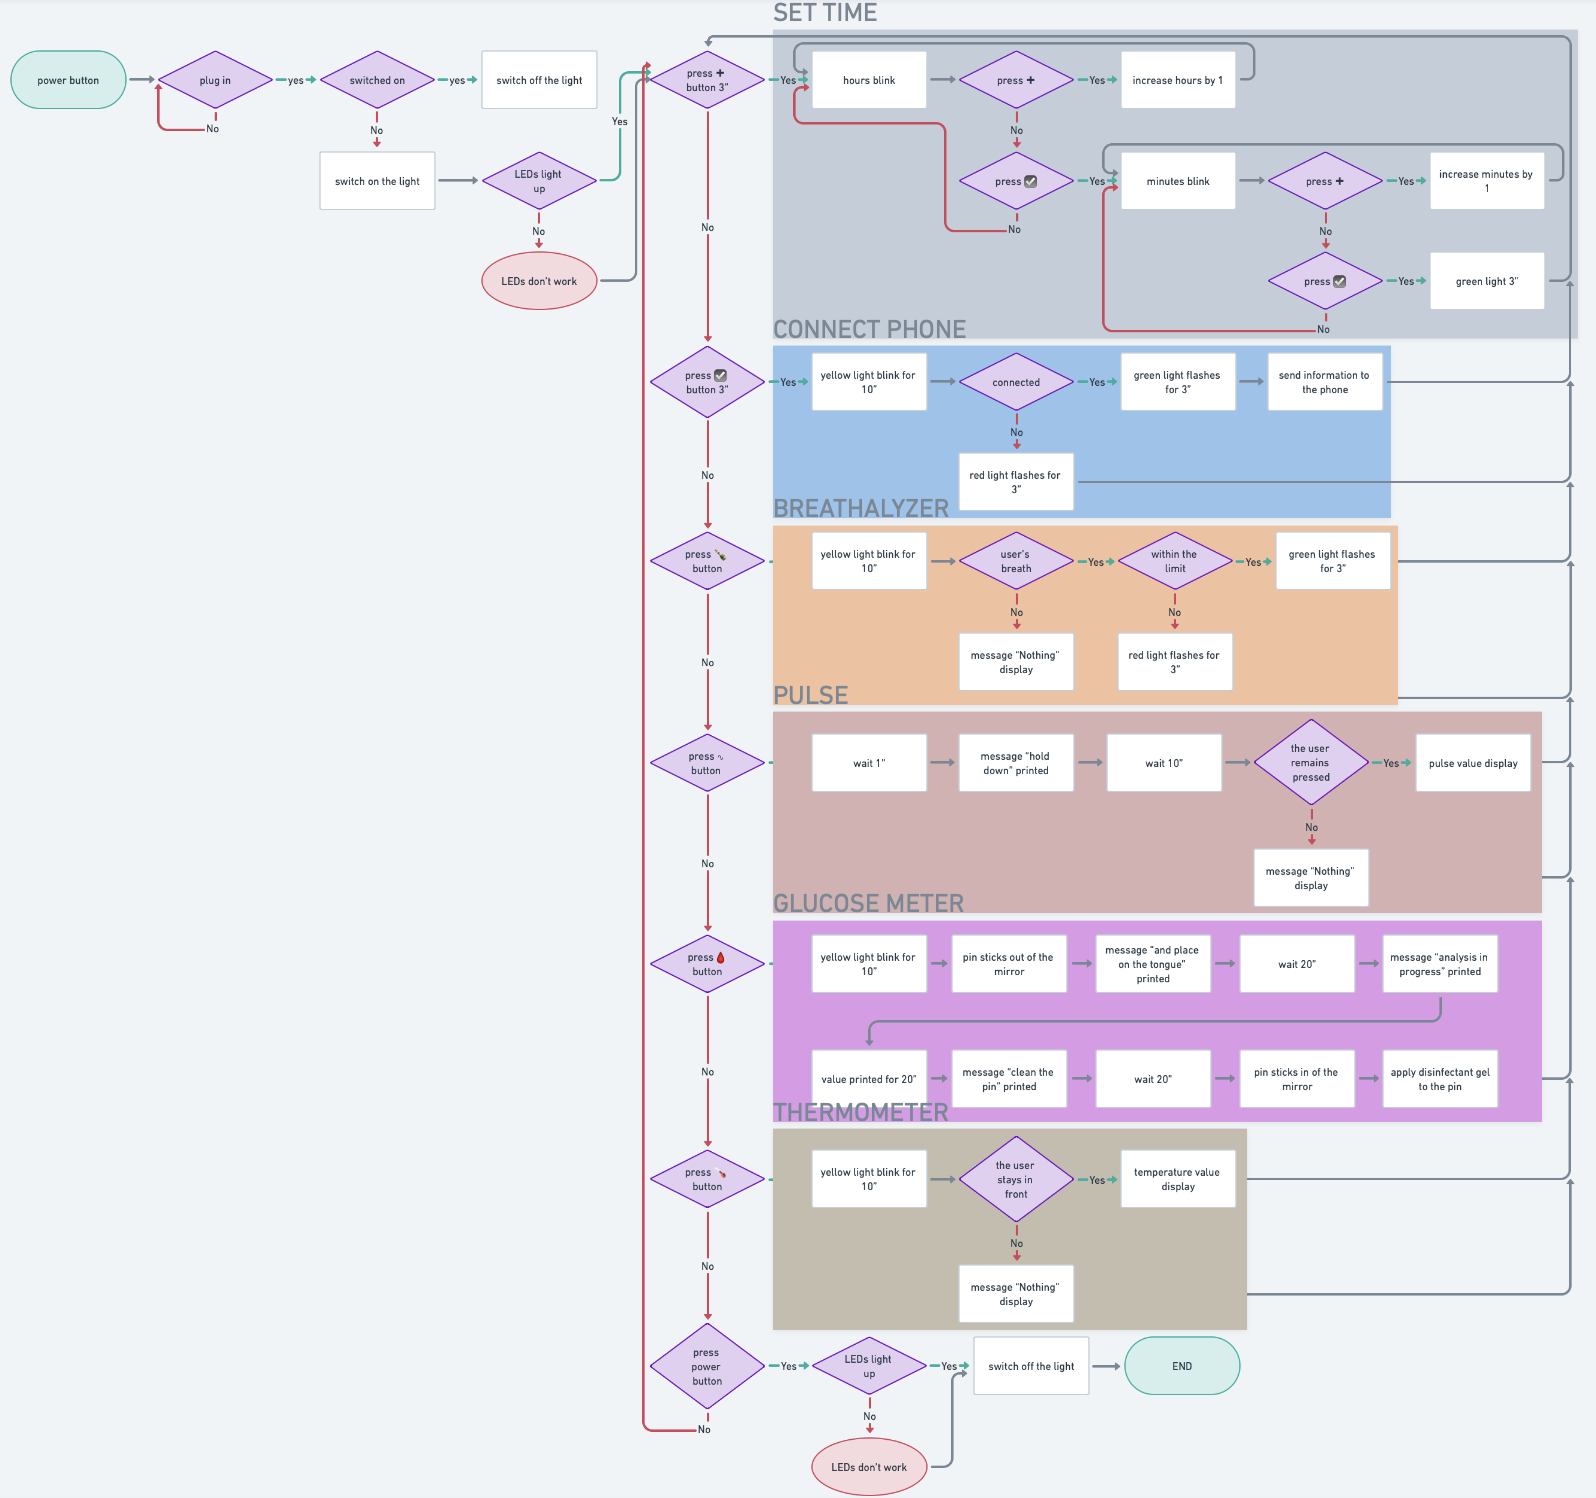 SET TIME
power button
plug in
yes
switched on
yes
switch off the light
No
No
switch on the light
LEDs light
up
Yes
No
LEDs don't work
press ➕
button 3"
Yes
hours blink
press ➕
Yes
increase hours by 1
No
press ☑
Yes
minutes blink
press ➕
Yes
increase minutes by
1
No
No
press ☑
Yes
green light 3"
No
No
CONNECT PHONE
press ☑
button 3"
Yes
yellow light blink for
10"
connected
Yes
green light flashes
for 3"
send information to
the phone
No
red light flashes for
3"
No
BREATHALYZER
press 🍾
button
yellow light blink for
10"
user's
breath
Yes
within the
limit
Yes
green light flashes
for 3"
No
message "Nothing"
display
No
red light flashes for
3"
No
PULSE
press ∿
button
wait 1"
message "hold
down" printed
wait 10"
the user
remains
pressed
Yes
pulse value display
No
message "Nothing"
display
No
GLUCOSE METER
press 🩸
button
yellow light blink for
10"
pin sticks out of the
mirror
message "and place
on the tongue"
printed
wait 20"
message "analysis in
progress" printed
value printed for 20"
message "clean the
pin" printed
wait 20"
pin sticks in of the
mirror
apply disinfectant gel
to the pin
No
THERMOMETER
press 🌡
button
yellow light blink for
10"
the user
stays in
front
Yes
temperature value
display
No
message "Nothing"
display
No
press
power
button
Yes
LEDs light
up
Yes
switch off the light
END
No
No
LEDs don't work